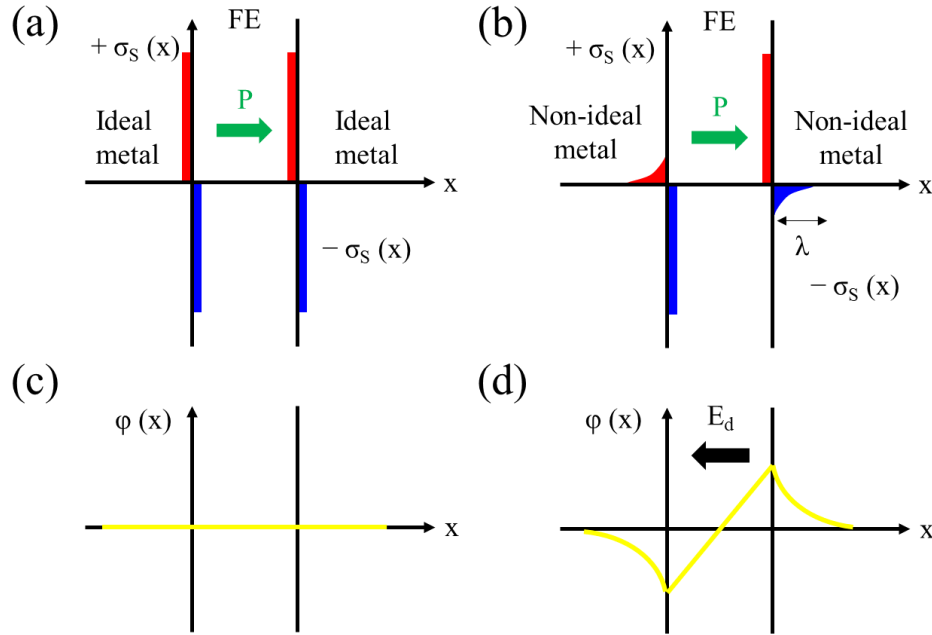 (a)
FE
+ σS (x)
P
Ideal
metal
Ideal
metal
x
− σS (x)
(b)
FE
+ σS (x)
P
Non-ideal
metal
Non-ideal
metal
x
λ
− σS (x)
(c)
φ (x)
x
(d)
φ (x)
Ed
x